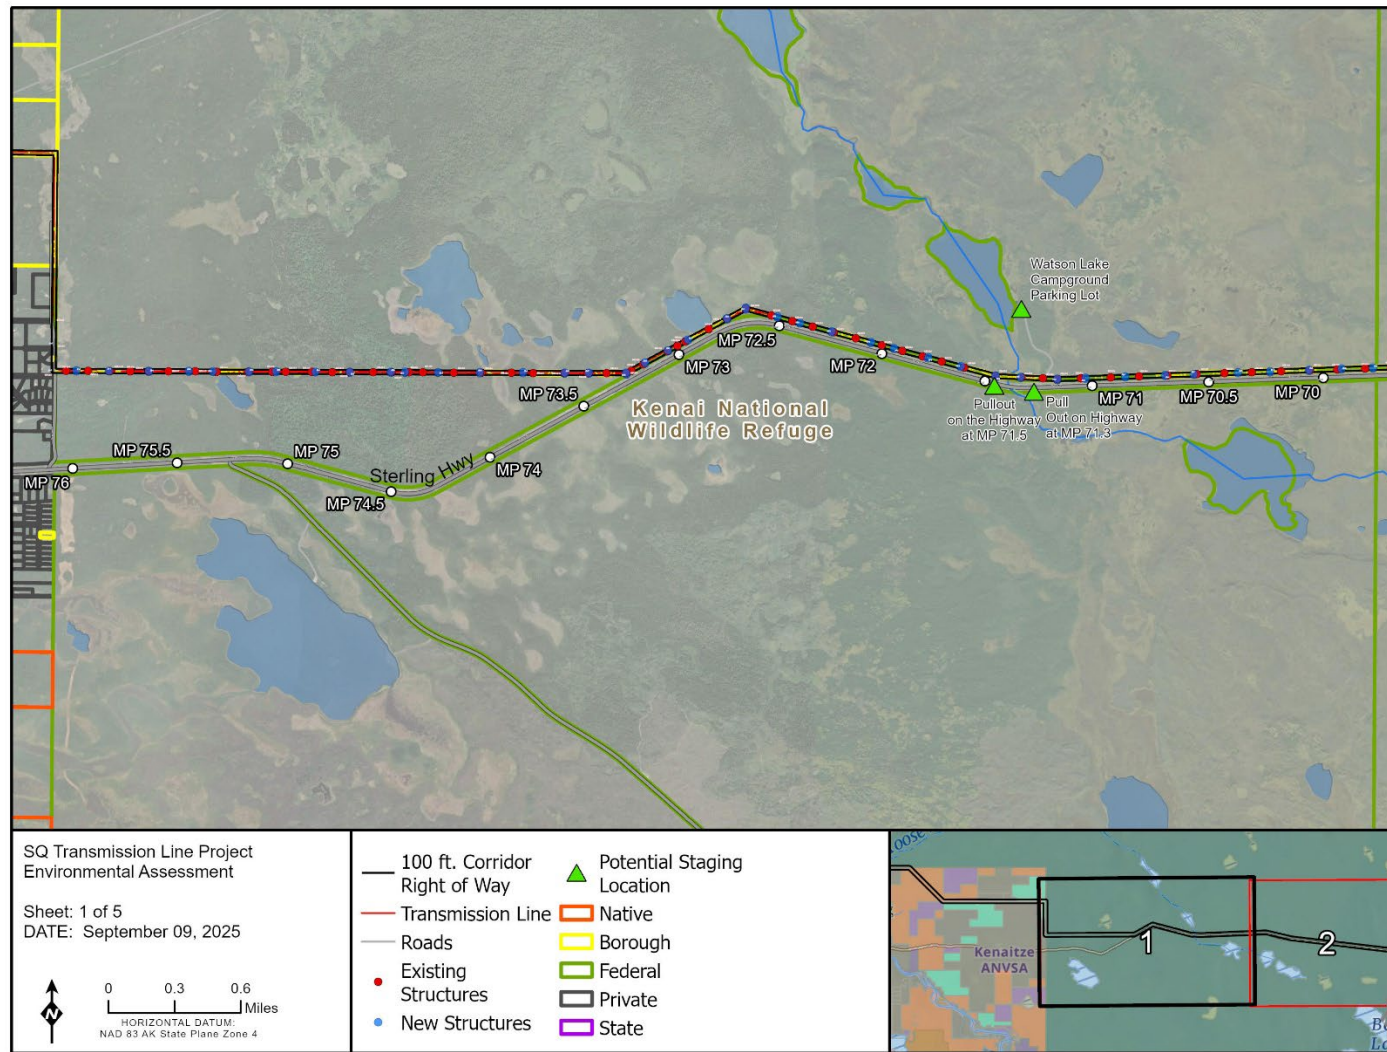 Watson Lake
Campground
Parking Lot
MP 72.5
MP 73
MP 72
MP 73.5
MP 71
MP 70.5
MP 70
Kenai National
Wildlife Refuge
Pullout
on the Highway
at MP 71.5
Pull
Out on Highway
at MP 71.3
MP 76
MP 75.5
MP 75
MP 74.5
MP 74
Sterling Hwy
SQ Transmission Line Project
Environmental Assessment
Sheet: 1 of 5
DATE: September 09, 2025
N
0 0.3 0.6
Miles
HORIZONTAL DATUM:
NAD 83 AK State Plane Zone 4
100 ft. Corridor
Right of Way
Transmission Line
Roads
Existing
Structures
New Structures
Potential Staging
Location
Native
Borough
Federal
Private
State
OOSE
Kenaitze
ANVSA
1
2